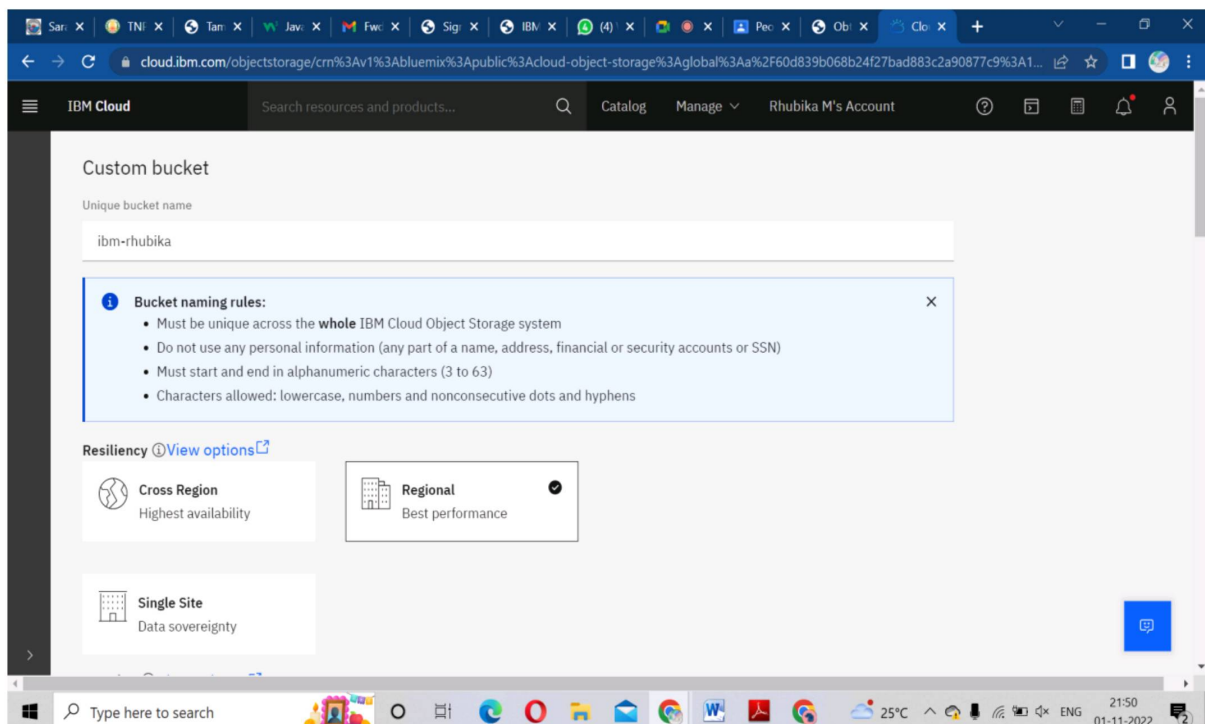 Sara
TNF
Tam
Java
Fwd
Sig
IBM
(4)
Peo
Obt
Clo
cloud.ibm.com/objectstorage/crn%3Av1%3Abluemix%3Apublic%3Acloud-object-storage%3Aglobal%3Aa%2F60d839b068b24f27bad883c2a90877c9%3A1...
IBM Cloud
Search resources and products...
Catalog
Manage
Rhubika M's Account
Custom bucket
Unique bucket name
ibm-rhubika
Bucket naming rules:
• Must be unique across the whole IBM Cloud Object Storage system
• Do not use any personal information (any part of a name, address, financial or security accounts or SSN)
• Must start and end in alphanumeric characters (3 to 63)
• Characters allowed: lowercase, numbers and nonconsecutive dots and hyphens
Resiliency View options
Cross Region
Highest availability
Regional
Best performance
Single Site
Data sovereignty
Type here to search
25°C
ENG
21:50
01-11-2022